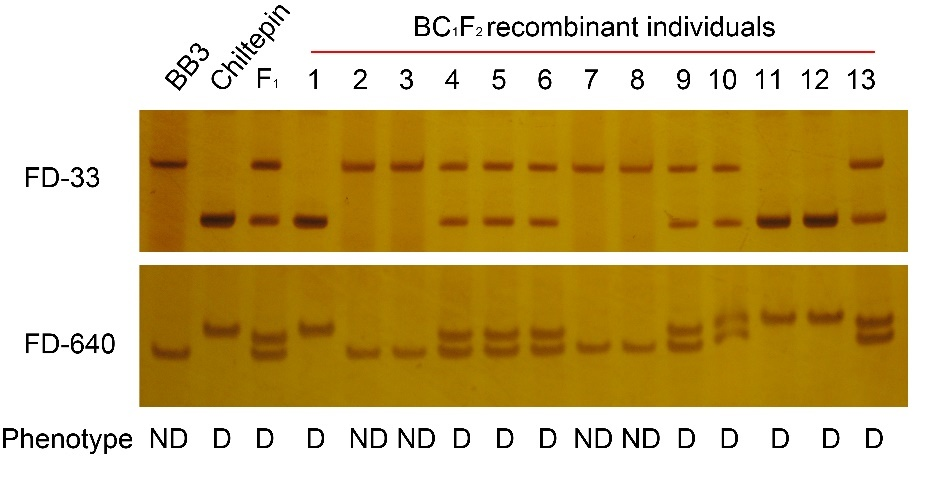 BC₁F₂ recombinant individuals
BB3 Chiltepin F₁ 1 2 3 4 5 6 7 8 9 10 11 12 13
FD-33
FD-640
Phenotype ND D D D ND ND D D D ND ND D D D D D